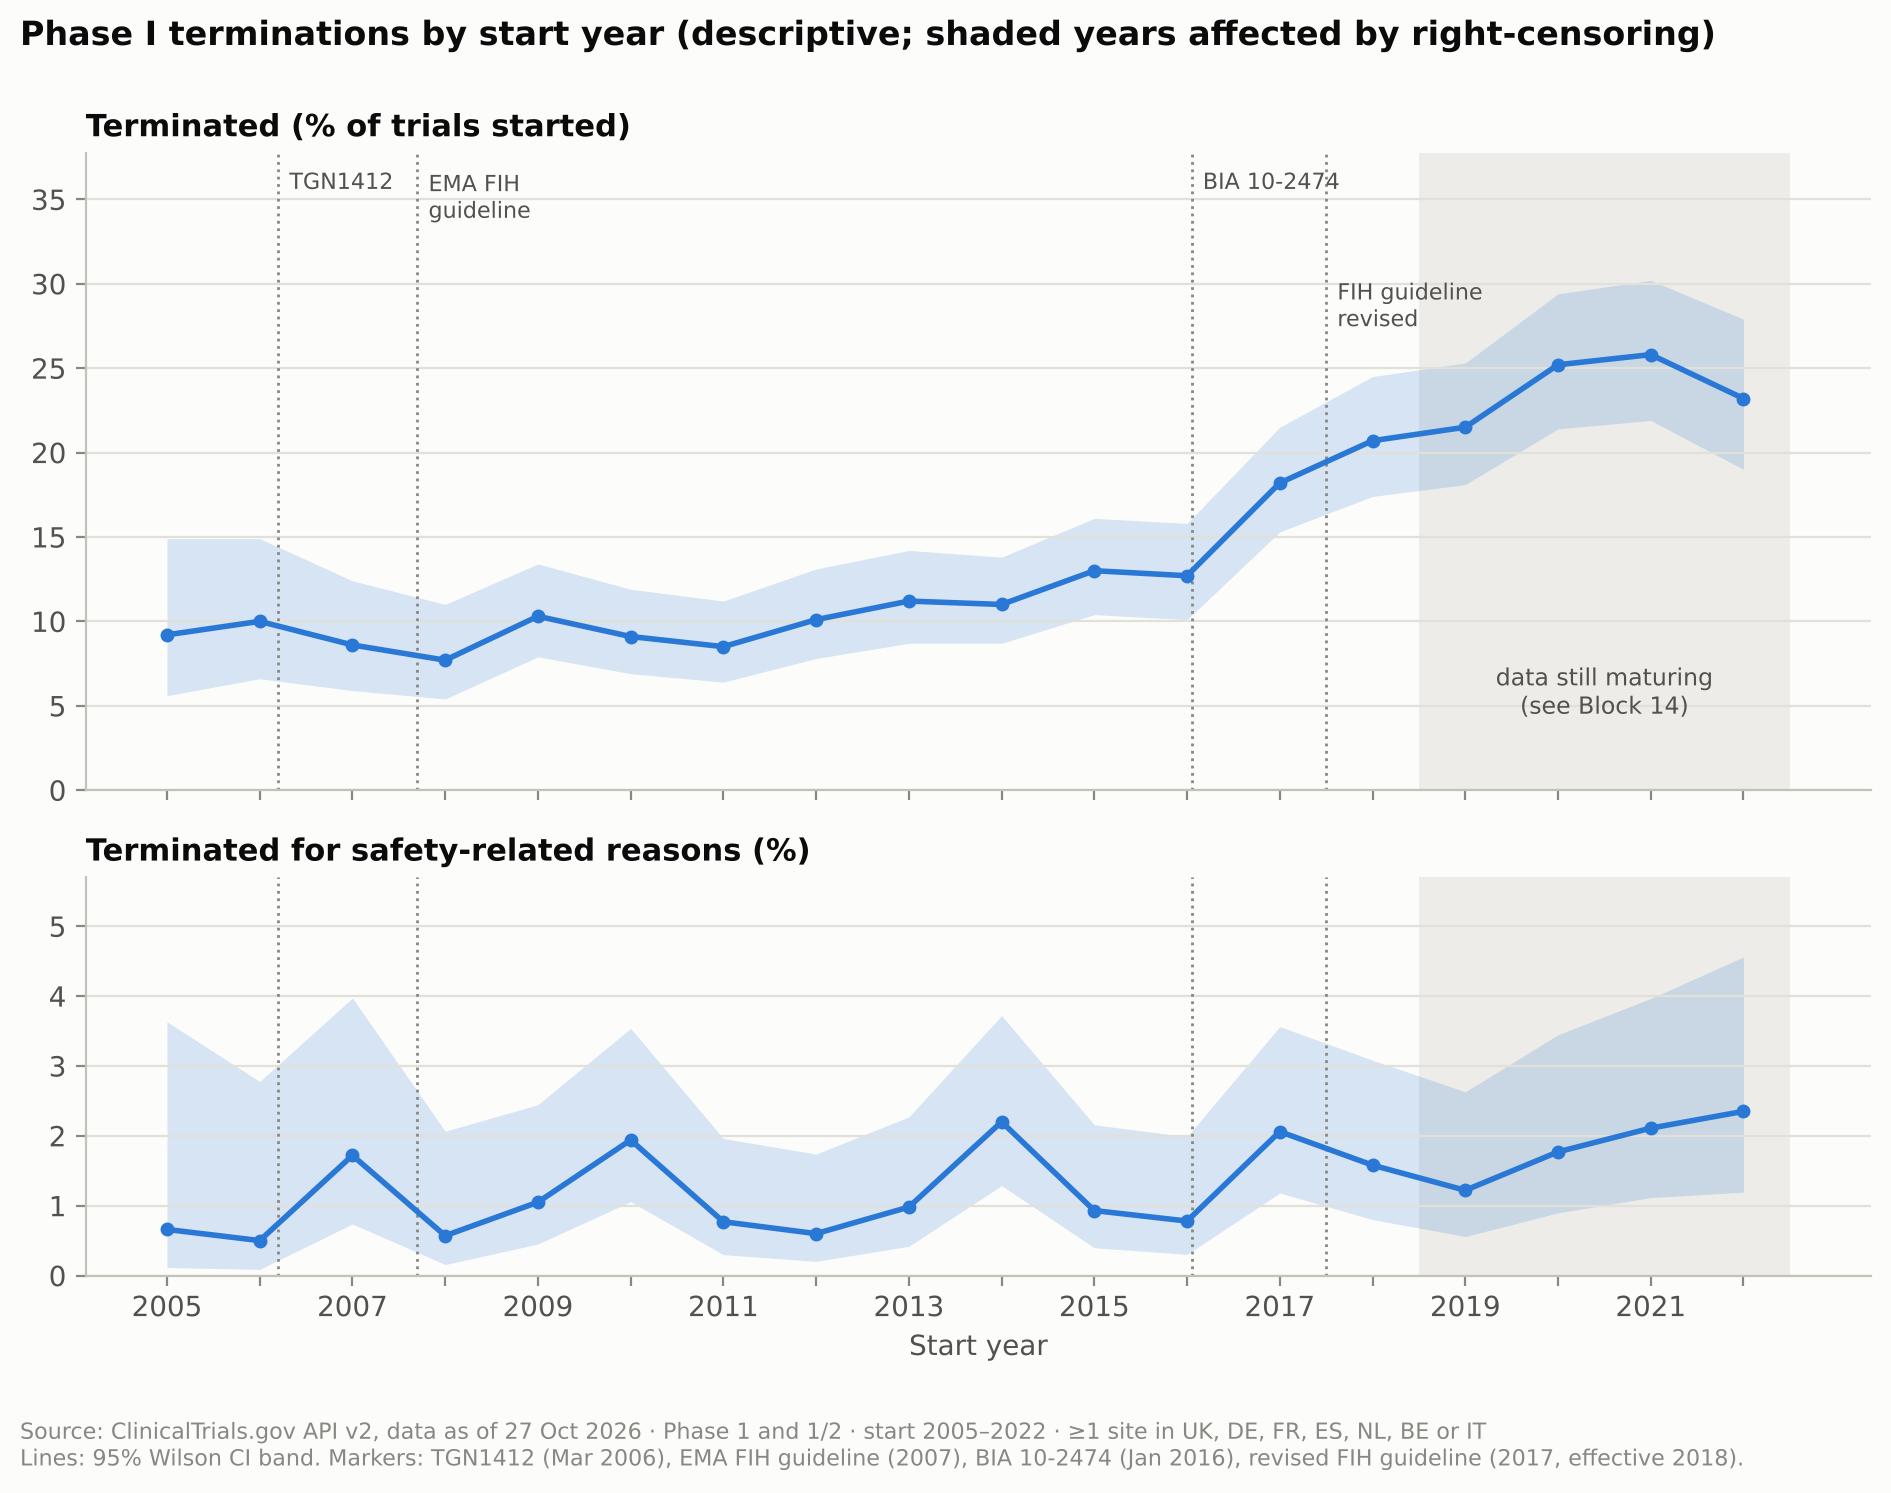 Phase I terminations by start year (descriptive; shaded years affected by right-censoring)
Terminated (% of trials started)
TGN1412
EMA FIH
guideline
BIA 10-2474
FIH guideline
revised
35
30
25
20
15
10
5
0
data still maturing
(see Block 14)
Terminated for safety-related reasons (%)
5
4
3
2
1
0
2005 2007 2009 2011 2013 2015 2017 2019 2021
Start year
Source: ClinicalTrials.gov API v2, data as of 27 Oct 2026 · Phase 1 and 1/2 · start 2005–2022 · ≥1 site in UK, DE, FR, ES, NL, BE or IT
Lines: 95% Wilson CI band. Markers: TGN1412 (Mar 2006), EMA FIH guideline (2007), BIA 10-2474 (Jan 2016), revised FIH guideline (2017, effective 2018).